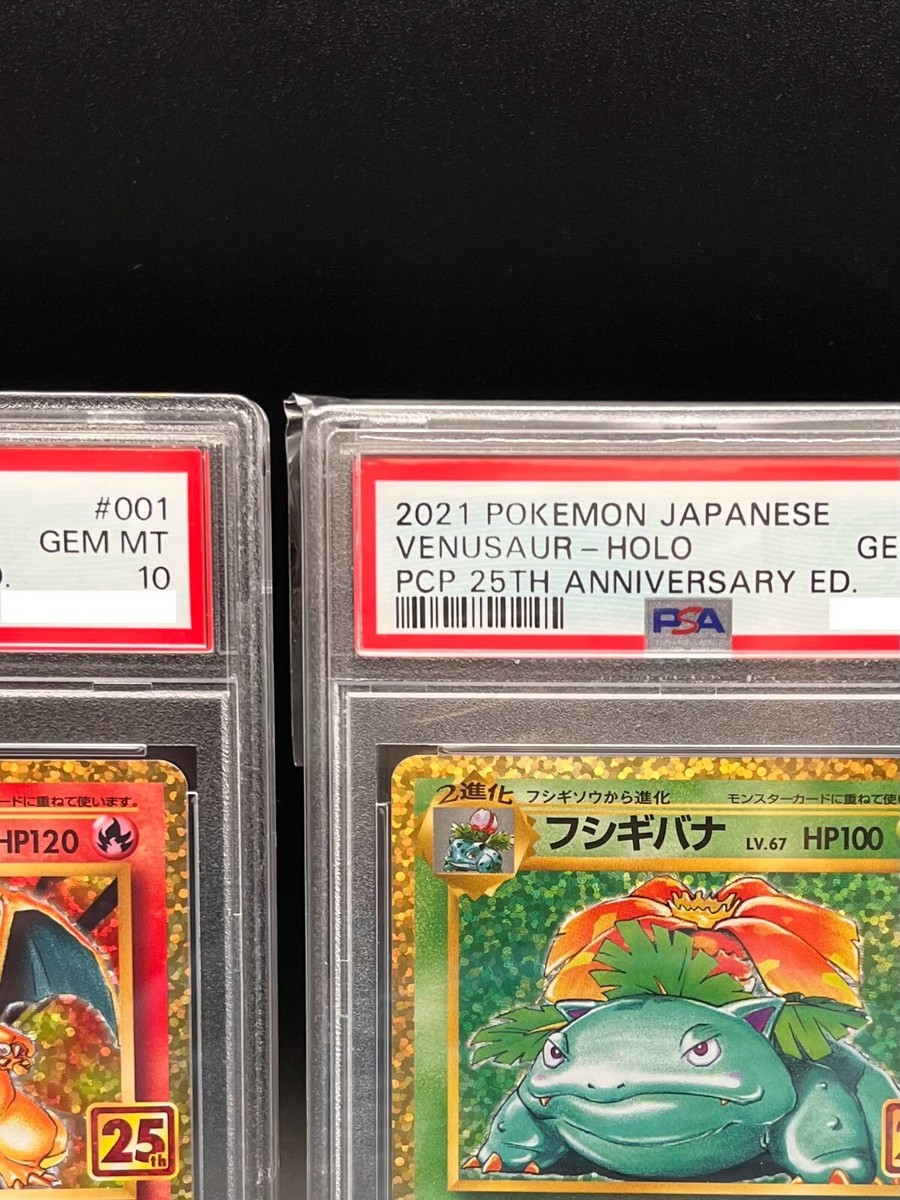 #001
GEM MT
10
2021 POKEMON JAPANESE
VENUSAUR-HOLO GE
PCP 25TH ANNIVERSARY ED.
PSA
ードに重ねて使います。
HP120
25th
2進化 フシギソウから進化 モンスターカードに重ねて使い
フシギバナ LV.67 HP100